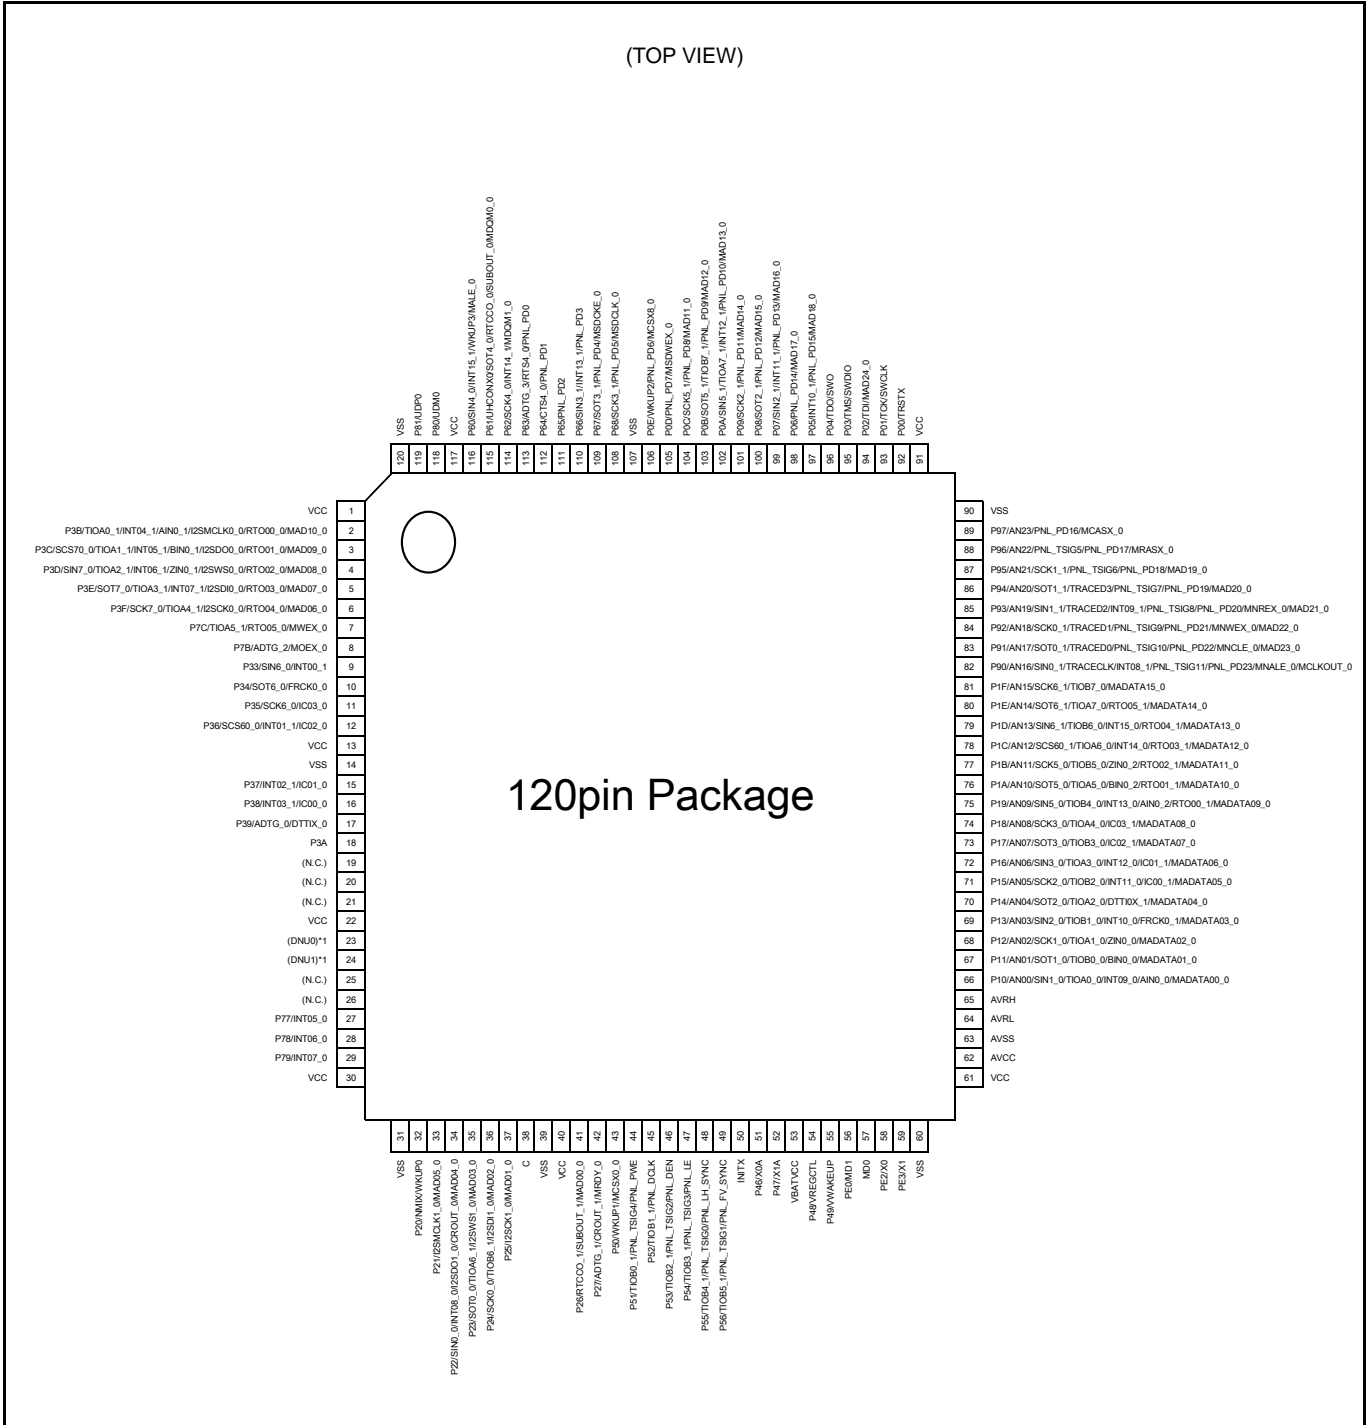 (TOP VIEW)
VSS
P81/UDP0
P80/UDM0
VCC
P60/SIN4_0/INT15_1/WKUP3/MALE_0
P61/UHCONX0/SOT4_0/RTCCO_0/SUBOUT_0/MDQM0_0
P62/SCK4_0/INT14_1/MDQM1_0
P63/ADTG_3/RTS4_0/PNL_PD0
P64/CTS4_0/PNL_PD1
P65/PNL_PD2
P66/SIN3_1/INT13_1/PNL_PD3
P67/SOT3_1/PNL_PD4/MSDCKE_0
P68/SCK3_1/PNL_PD5/MSDCLK_0
VSS
P0E/WKUP2/PNL_PD6/MCSX8_0
P0D/PNL_PD7/MSDWEX_0
P0C/SCK5_1/PNL_PD8/MAD11_0
P0B/SOT5_1/TIOB7_1/PNL_PD9/MAD12_0
P0A/SIN5_1/TIOA7_1/INT12_1/PNL_PD10/MAD13_0
P09/SCK2_1/PNL_PD11/MAD14_0
P08/SOT2_1/PNL_PD12/MAD15_0
P07/SIN2_1/INT11_1/PNL_PD13/MAD16_0
P06/PNL_PD14/MAD17_0
P05/INT10_1/PNL_PD15/MAD18_0
P04/TDO/SWO
P03/TMS/SWDIO
P02/TDI/MAD24_0
P01/TCK/SWCLK
P00/TRSTX
VCC
120 119 118 117 116 115 114 113 112 111 110 109 108 107 106 105 104 103 102 101 100 99 98 97 96 95 94 93 92 91
VCC 1
P3B/TIOA0_1/INT04_1/AIN0_1/I2SMCLK0_0/RTO00_0/MAD10_0 2
P3C/SCS70_0/TIOA1_1/INT05_1/BIN0_1/I2SDO0_0/RTO01_0/MAD09_0 3
P3D/SIN7_0/TIOA2_1/INT06_1/ZIN0_1/I2SWS0_0/RTO02_0/MAD08_0 4
P3E/SOT7_0/TIOA3_1/INT07_1/I2SDI0_0/RTO03_0/MAD07_0 5
P3F/SCK7_0/TIOA4_1/I2SCK0_0/RTO04_0/MAD06_0 6
P7C/TIOA5_1/RTO05_0/MWEX_0 7
P7B/ADTG_2/MOEX_0 8
P33/SIN6_0/INT00_1 9
P34/SOT6_0/FRCK0_0 10
P35/SCK6_0/IC03_0 11
P36/SCS60_0/INT01_1/IC02_0 12
VCC 13
VSS 14
P37/INT02_1/IC01_0 15
P38/INT03_1/IC00_0 16
P39/ADTG_0/DTTIX_0 17
P3A 18
(N.C.) 19
(N.C.) 20
(N.C.) 21
VCC 22
(DNU0)*1 23
(DNU1)*1 24
(N.C.) 25
(N.C.) 26
P77/INT05_0 27
P78/INT06_0 28
P79/INT07_0 29
VCC 30
120pin Package
90 VSS
89 P97/AN23/PNL_PD16/MCASX_0
88 P96/AN22/PNL_TSIG5/PNL_PD17/MRASX_0
87 P95/AN21/SCK1_1/PNL_TSIG6/PNL_PD18/MAD19_0
86 P94/AN20/SOT1_1/TRACED3/PNL_TSIG7/PNL_PD19/MAD20_0
85 P93/AN19/SIN1_1/TRACED2/INT09_1/PNL_TSIG8/PNL_PD20/MNREX_0/MAD21_0
84 P92/AN18/SCK0_1/TRACED1/PNL_TSIG9/PNL_PD21/MNWEX_0/MAD22_0
83 P91/AN17/SOT0_1/TRACED0/PNL_TSIG10/PNL_PD22/MNCLE_0/MAD23_0
82 P90/AN16/SIN0_1/TRACECLK/INT08_1/PNL_TSIG11/PNL_PD23/MNALE_0/MCLKOUT_0
81 P1F/AN15/SCK6_1/TIOB7_0/MADATA15_0
80 P1E/AN14/SOT6_1/TIOA7_0/RTO05_1/MADATA14_0
79 P1D/AN13/SIN6_1/TIOB6_0/INT15_0/RTO04_1/MADATA13_0
78 P1C/AN12/SCS60_1/TIOA6_0/INT14_0/RTO03_1/MADATA12_0
77 P1B/AN11/SCK5_0/TIOB5_0/ZIN0_2/RTO02_1/MADATA11_0
76 P1A/AN10/SOT5_0/TIOA5_0/BIN0_2/RTO01_1/MADATA10_0
75 P19/AN09/SIN5_0/TIOB4_0/INT13_0/AIN0_2/RTO00_1/MADATA09_0
74 P18/AN08/SCK3_0/TIOA4_0/IC03_1/MADATA08_0
73 P17/AN07/SOT3_0/TIOB3_0/IC02_1/MADATA07_0
72 P16/AN06/SIN3_0/TIOA3_0/INT12_0/IC01_1/MADATA06_0
71 P15/AN05/SCK2_0/TIOB2_0/INT11_0/IC00_1/MADATA05_0
70 P14/AN04/SOT2_0/TIOA2_0/DTTI0X_1/MADATA04_0
69 P13/AN03/SIN2_0/TIOB1_0/INT10_0/FRCK0_1/MADATA03_0
68 P12/AN02/SCK1_0/TIOA1_0/ZIN0_0/MADATA02_0
67 P11/AN01/SOT1_0/TIOB0_0/BIN0_0/MADATA01_0
66 P10/AN00/SIN1_0/TIOA0_0/INT09_0/AIN0_0/MADATA00_0
65 AVRH
64 AVRL
63 AVSS
62 AVCC
61 VCC
31 32 33 34 35 36 37 38 39 40 41 42 43 44 45 46 47 48 49 50 51 52 53 54 55 56 57 58 59 60
VSS
P20/NMIX/WKUP0
P21/I2SMCLK1_0/MAD05_0
P22/SIN0_0/INT08_0/I2SDO1_0/CROUT_0/MAD04_0
P23/SOT0_0/TIOA6_1/I2SWS1_0/MAD03_0
P24/SCK0_0/TIOB6_1/I2SDI1_0/MAD02_0
P25/I2SCK1_0/MAD01_0
C
VSS
VCC
P26/RTCCO_1/SUBOUT_1/MAD00_0
P27/ADTG_1/CROUT_1/MRDY_0
P50/WKUP1/MCSX0_0
P51/TIOB0_1/PNL_TSIG4/PNL_PWE
P52/TIOB1_1/PNL_DCLK
P53/TIOB2_1/PNL_TSIG2/PNL_DEN
P54/TIOB3_1/PNL_TSIG3/PNL_LE
P55/TIOB4_1/PNL_TSIG0/PNL_LH_SYNC
P56/TIOB5_1/PNL_TSIG1/PNL_FV_SYNC
INITX
P46/X0A
P47/X1A
VBATVCC
P48/VREGCTL
P49/VWAKEUP
PE0/MD1
MD0
PE2/X0
PE3/X1
VSS